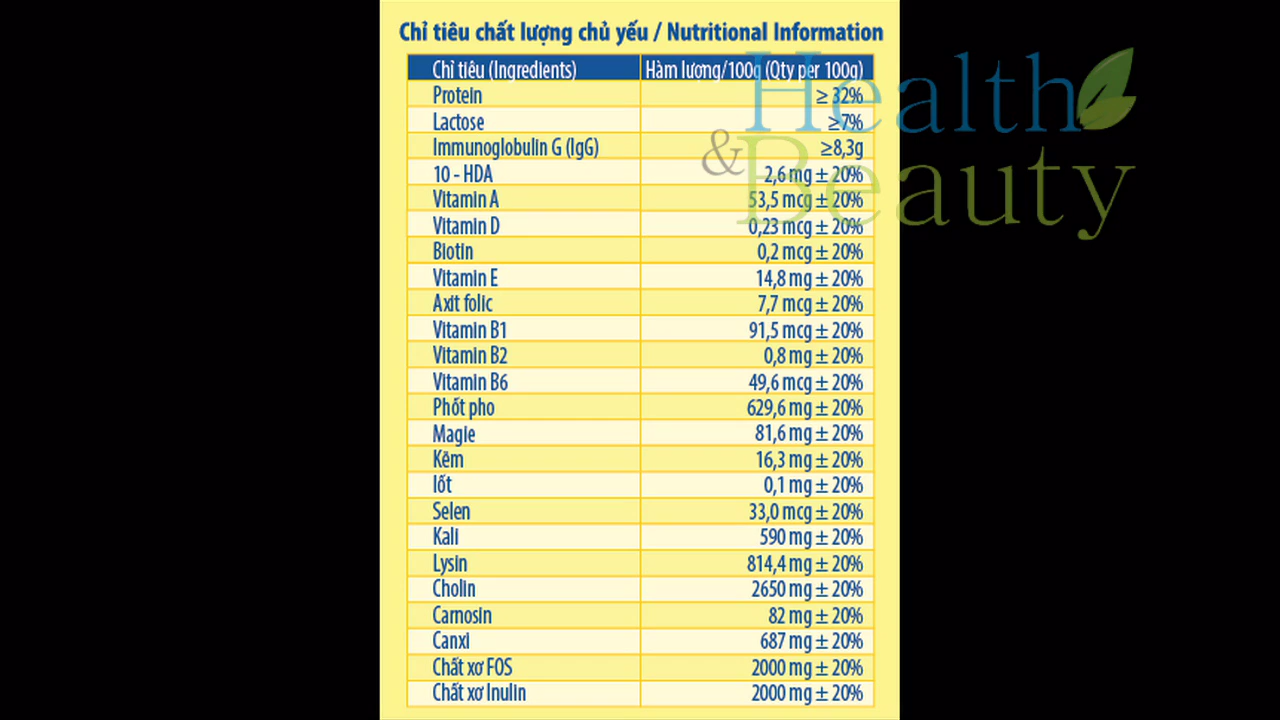 Chỉ tiêu chất lượng chủ yếu / Nutritional Information
Chỉ tiêu (Ingredients) Hàm lượng/100g (Qty per 100g)
Protein ≥ 32%
Lactose ≥7%
Immunoglobulin G (IgG) ≥8,3g
10 - HDA 2,6 mg ± 20%
Vitamin A 53,5 mcg ± 20%
Vitamin D 0,23 mcg ± 20%
Biotin 0,2 mcg ± 20%
Vitamin E 14,8 mg ± 20%
Axit folic 7,7 mcg ± 20%
Vitamin B1 91,5 mcg ± 20%
Vitamin B2 0,8 mg ± 20%
Vitamin B6 49,6 mcg ± 20%
Phốt pho 629,6 mg ± 20%
Magie 81,6 mg ± 20%
Kẽm 16,3 mg ± 20%
Iốt 0,1 mg ± 20%
Selen 33,0 mcg ± 20%
Kali 590 mg ± 20%
Lysin 814,4 mg ± 20%
Cholin 2650 mg ± 20%
Carnosin 82 mg ± 20%
Canxi 687 mg ± 20%
Chất xơ FOS 2000 mg ± 20%
Chất xơ Inulin 2000 mg ± 20%
Health
& Beauty